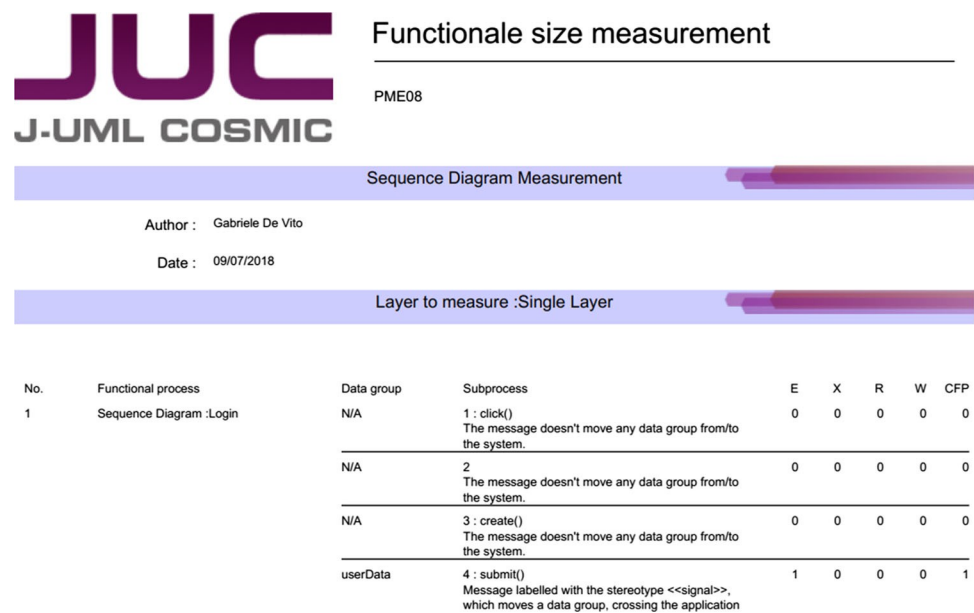 JUC
J-UML COSMIC
Functionale size measurement
PME08
Sequence Diagram Measurement
Author : Gabriele De Vito
Date : 09/07/2018
Layer to measure :Single Layer
No. Functional process Data group Subprocess E X R W CFP
1 Sequence Diagram :Login N/A 1 : click() 0 0 0 0 0
The message doesn't move any data group from/to
the system.
N/A 2 0 0 0 0 0
The message doesn't move any data group from/to
the system.
N/A 3 : create() 0 0 0 0 0
The message doesn't move any data group from/to
the system.
userData 4 : submit() 1 0 0 0 1
Message labelled with the stereotype <<signal>>,
which moves a data group, crossing the application